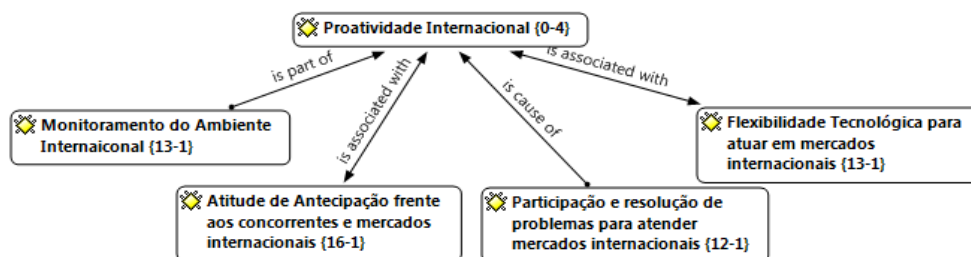 Proatividade Internacional {0-4}
is part of
is associated with
is cause of
is associated with
Monitoramento do Ambiente
Internaiconal {13-1}
Flexibilidade Tecnológica para
atuar em mercados
internacionais {13-1}
Atitude de Antecipação frente
aos concorrentes e mercados
internacionais {16-1}
Participação e resolução de
problemas para atender
mercados internacionais {12-1}